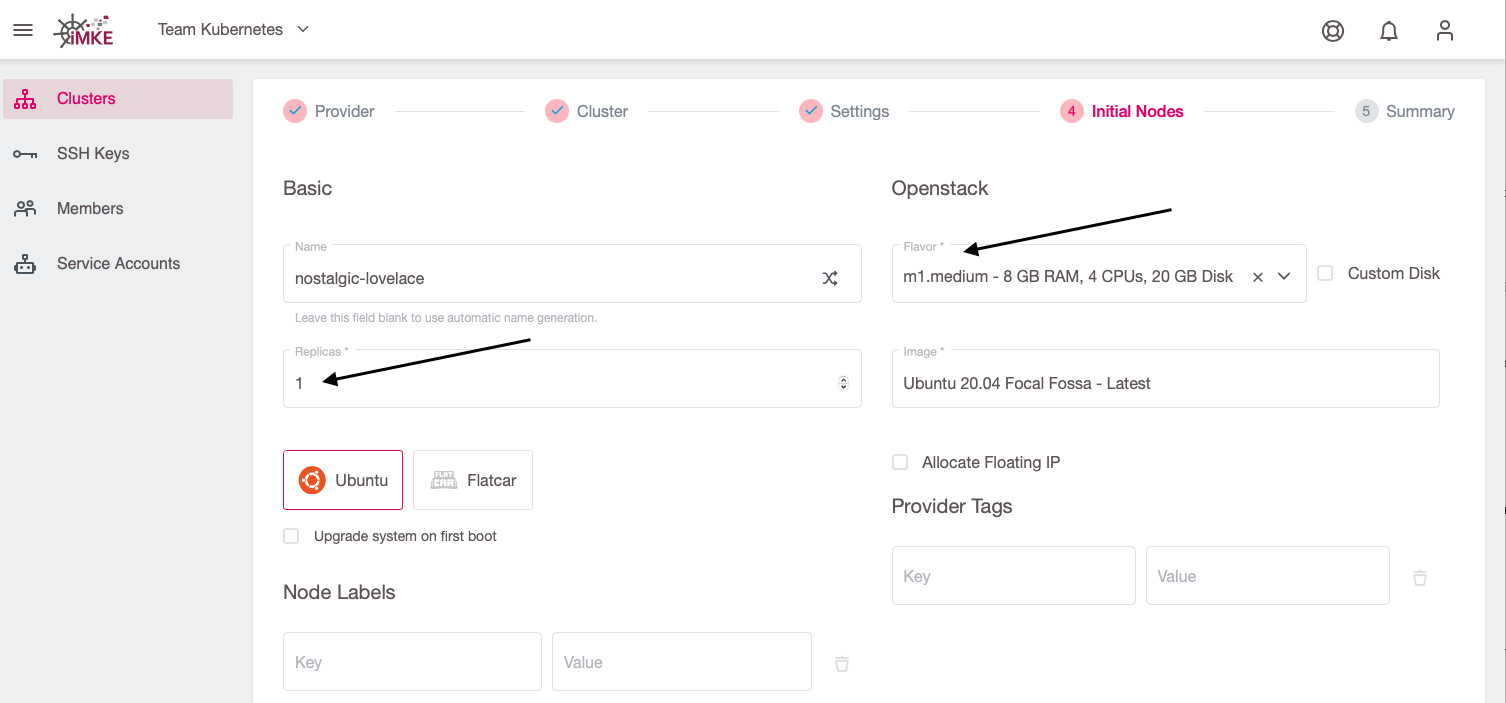 iMKE
Team Kubernetes
Clusters
SSH Keys
Members
Service Accounts
Provider
Cluster
Settings
4 Initial Nodes
5 Summary
Basic
Name
nostalgic-lovelace
Leave this field blank to use automatic name generation.
Replicas *
1
Ubuntu
FLAT CAR Flatcar
Upgrade system on first boot
Node Labels
Key
Value
Openstack
Flavor *
m1.medium - 8 GB RAM, 4 CPUs, 20 GB Disk
Custom Disk
Image *
Ubuntu 20.04 Focal Fossa - Latest
Allocate Floating IP
Provider Tags
Key
Value